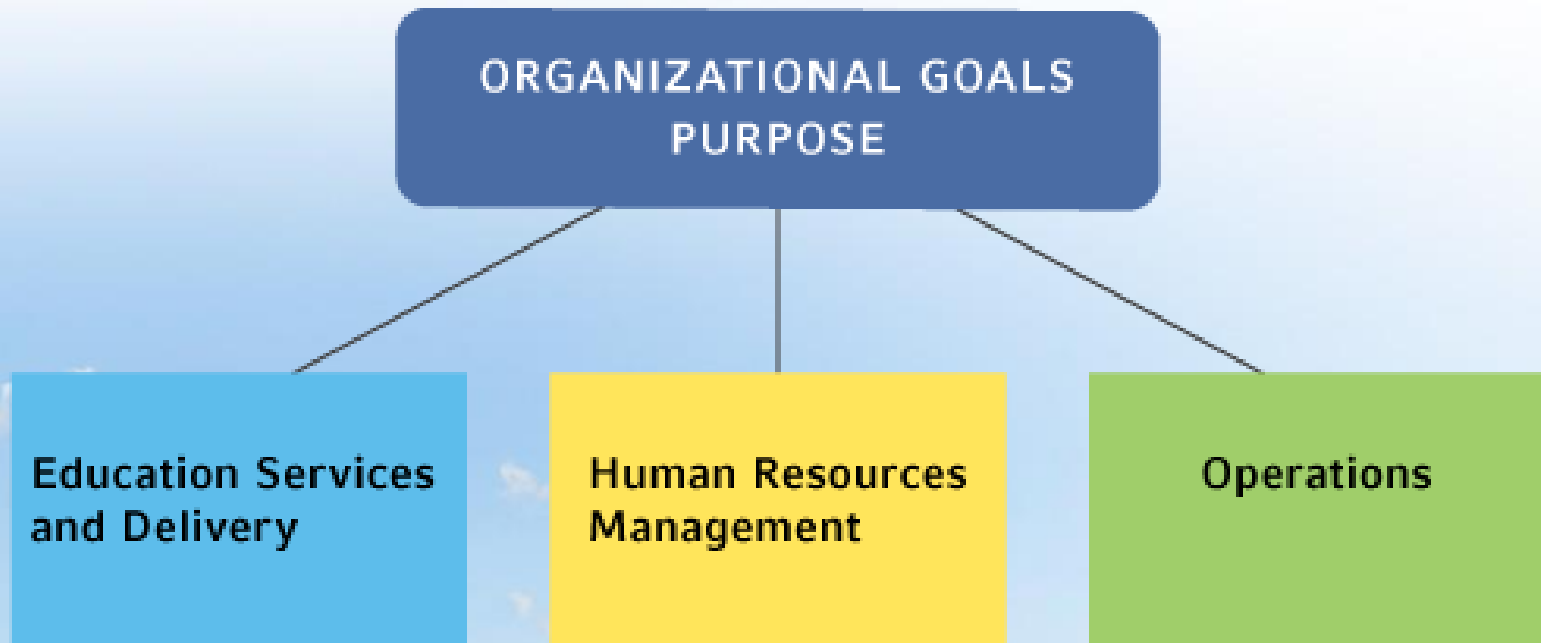 ORGANIZATIONAL GOALS
PURPOSE
Education Services
and Delivery
Human Resources
Management
Operations